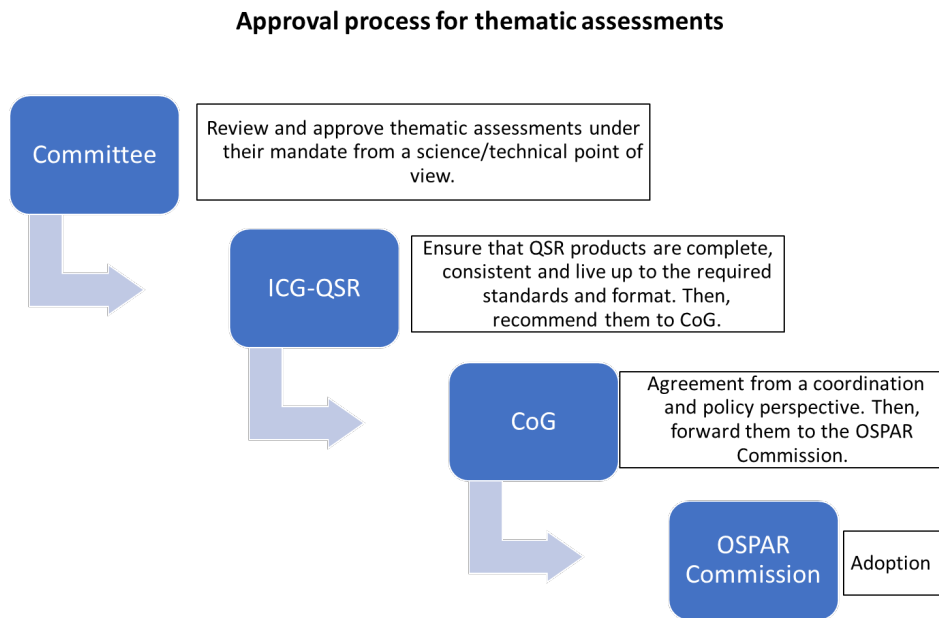 Approval process for thematic assessments
Committee
Review and approve thematic assessments under
their mandate from a science/technical point of
view.
ICG-QSR
Ensure that QSR products are complete,
consistent and live up to the required
standards and format. Then,
recommend them to CoG.
CoG
Agreement from a coordination
and policy perspective. Then,
forward them to the OSPAR
Commission.
OSPAR
Commission
Adoption